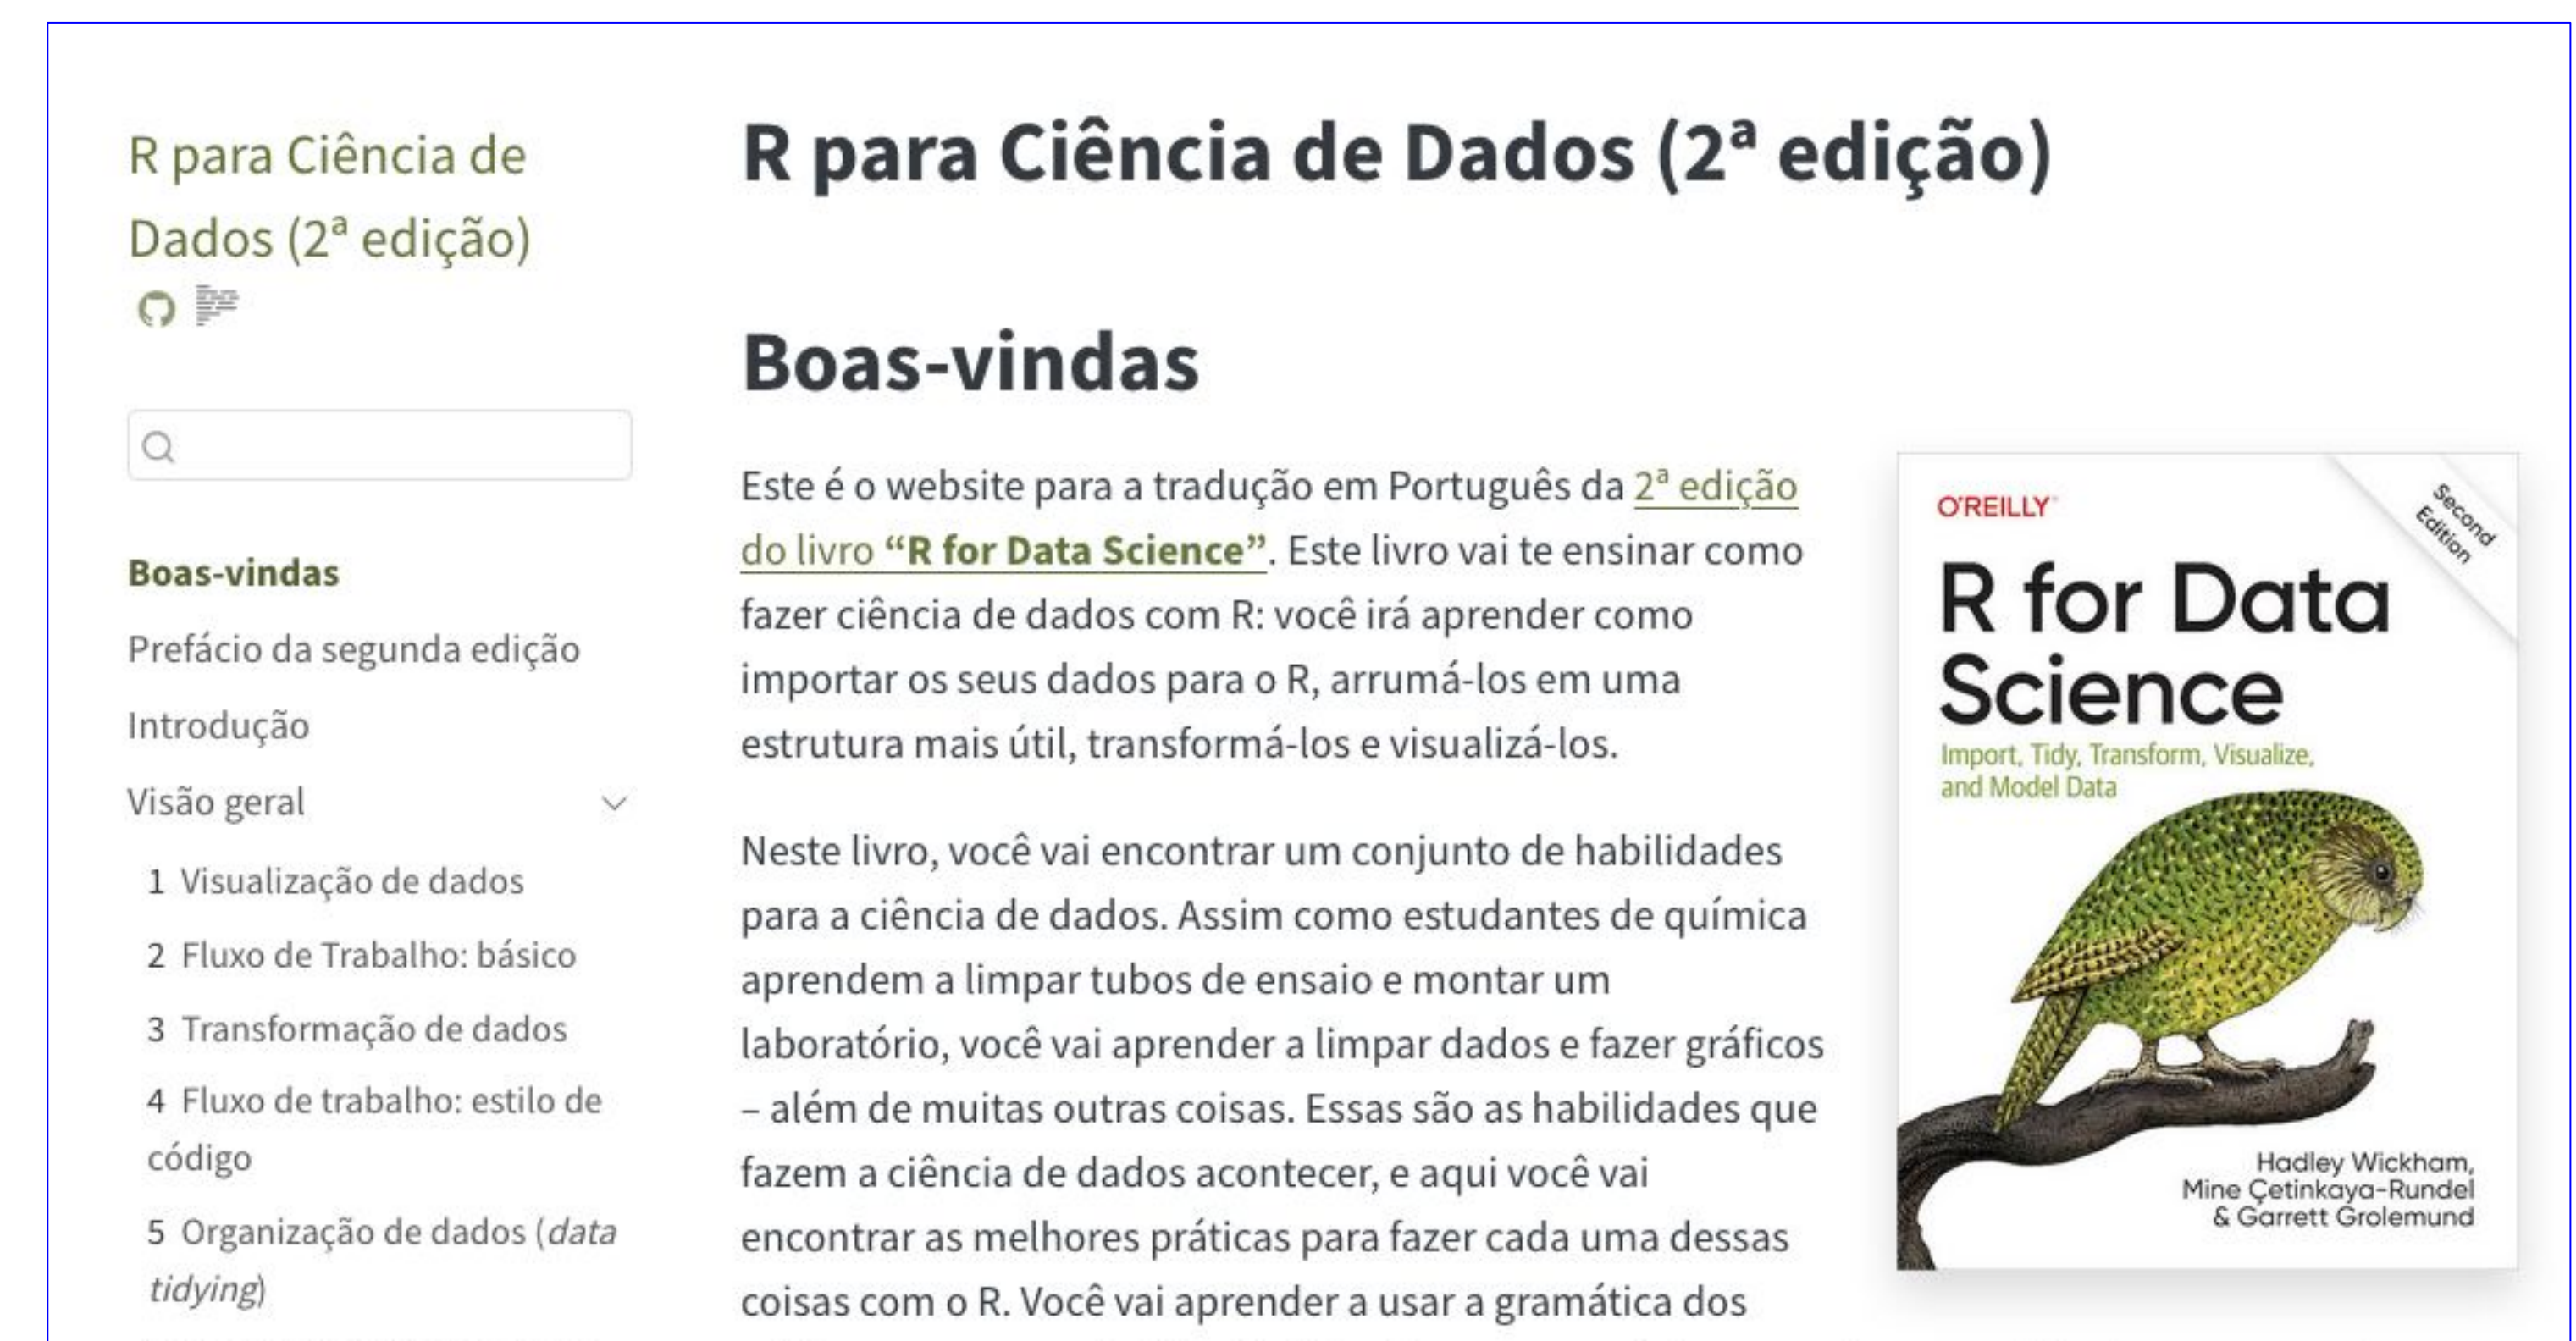 R para Ciência de
Dados (2ª edição)
Boas-vindas
Prefácio da segunda edição
Introdução
Visão geral
1 Visualização de dados
2 Fluxo de Trabalho: básico
3 Transformação de dados
4 Fluxo de trabalho: estilo de
código
5 Organização de dados (data
tidying)
R para Ciência de Dados (2ª edição)
Boas-vindas
Este é o website para a tradução em Português da 2ª edição
do livro “R for Data Science”. Este livro vai te ensinar como
fazer ciência de dados com R: você irá aprender como
importar os seus dados para o R, arrumá-los em uma
estrutura mais útil, transformá-los e visualizá-los.
Neste livro, você vai encontrar um conjunto de habilidades
para a ciência de dados. Assim como estudantes de química
aprendem a limpar tubos de ensaio e montar um
laboratório, você vai aprender a limpar dados e fazer gráficos
– além de muitas outras coisas. Essas são as habilidades que
fazem a ciência de dados acontecer, e aqui você vai
encontrar as melhores práticas para fazer cada uma dessas
coisas com o R. Você vai aprender a usar a gramática dos
O'REILLY
Second
Edition
R for Data
Science
Import, Tidy, Transform, Visualize,
and Model Data
Hadley Wickham,
Mine Çetinkaya-Rundel
& Garrett Grolemund